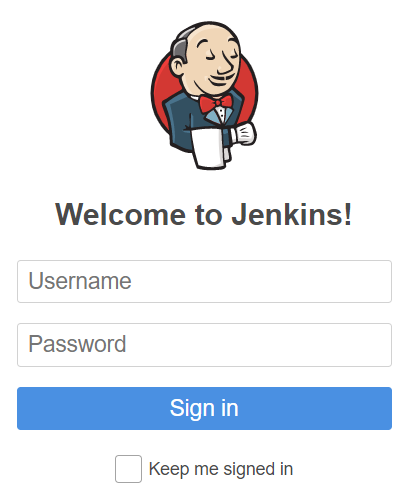 Welcome to Jenkins!
Username
Password
Sign in
Keep me signed in